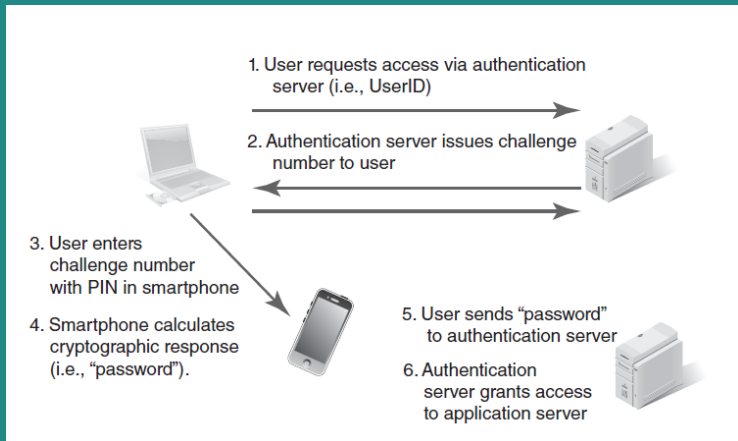 1. User requests access via authentication
server (i.e., UserID)
2. Authentication server issues challenge
number to user
3. User enters
challenge number
with PIN in smartphone
4. Smartphone calculates
cryptographic response
(i.e., “password”).
5. User sends “password”
to authentication server
6. Authentication
server grants access
to application server